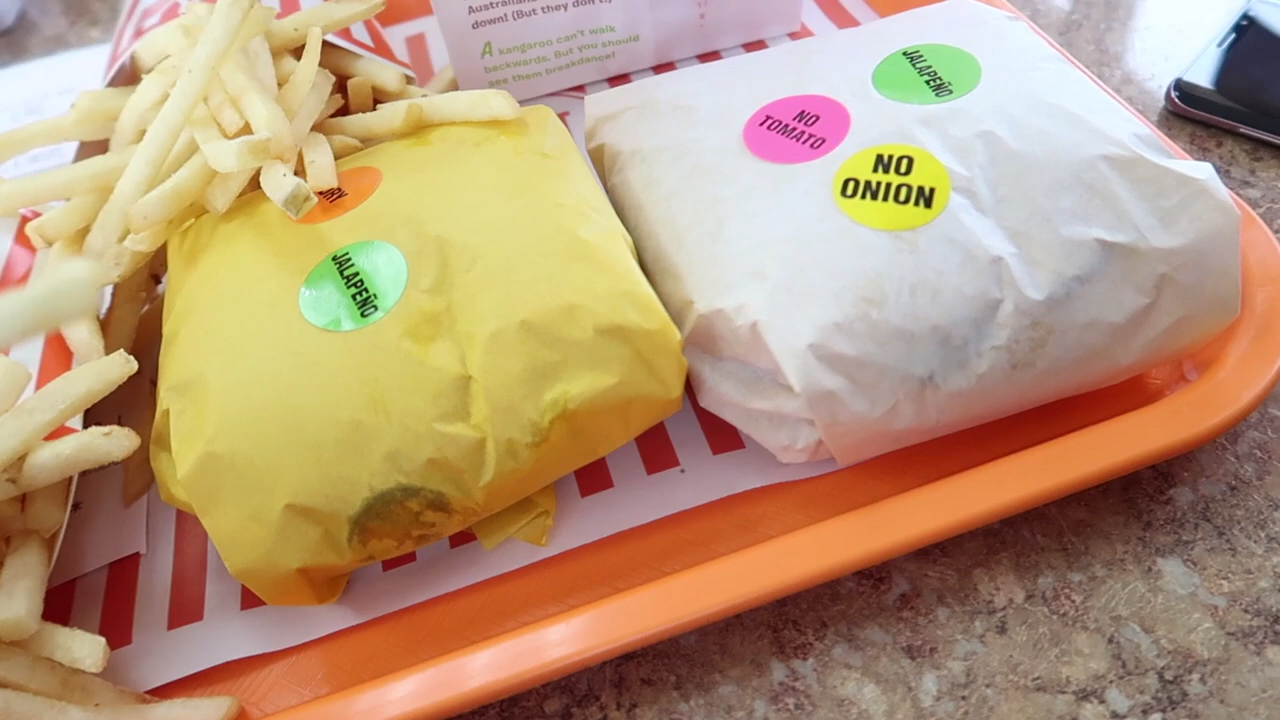 Australians
down! (But they don't)
A kangaroo can't walk
backwards. But you should
see them breakdance!
JALAPEÑO
NO
TOMATO
NO
ONION
JALAPEÑO